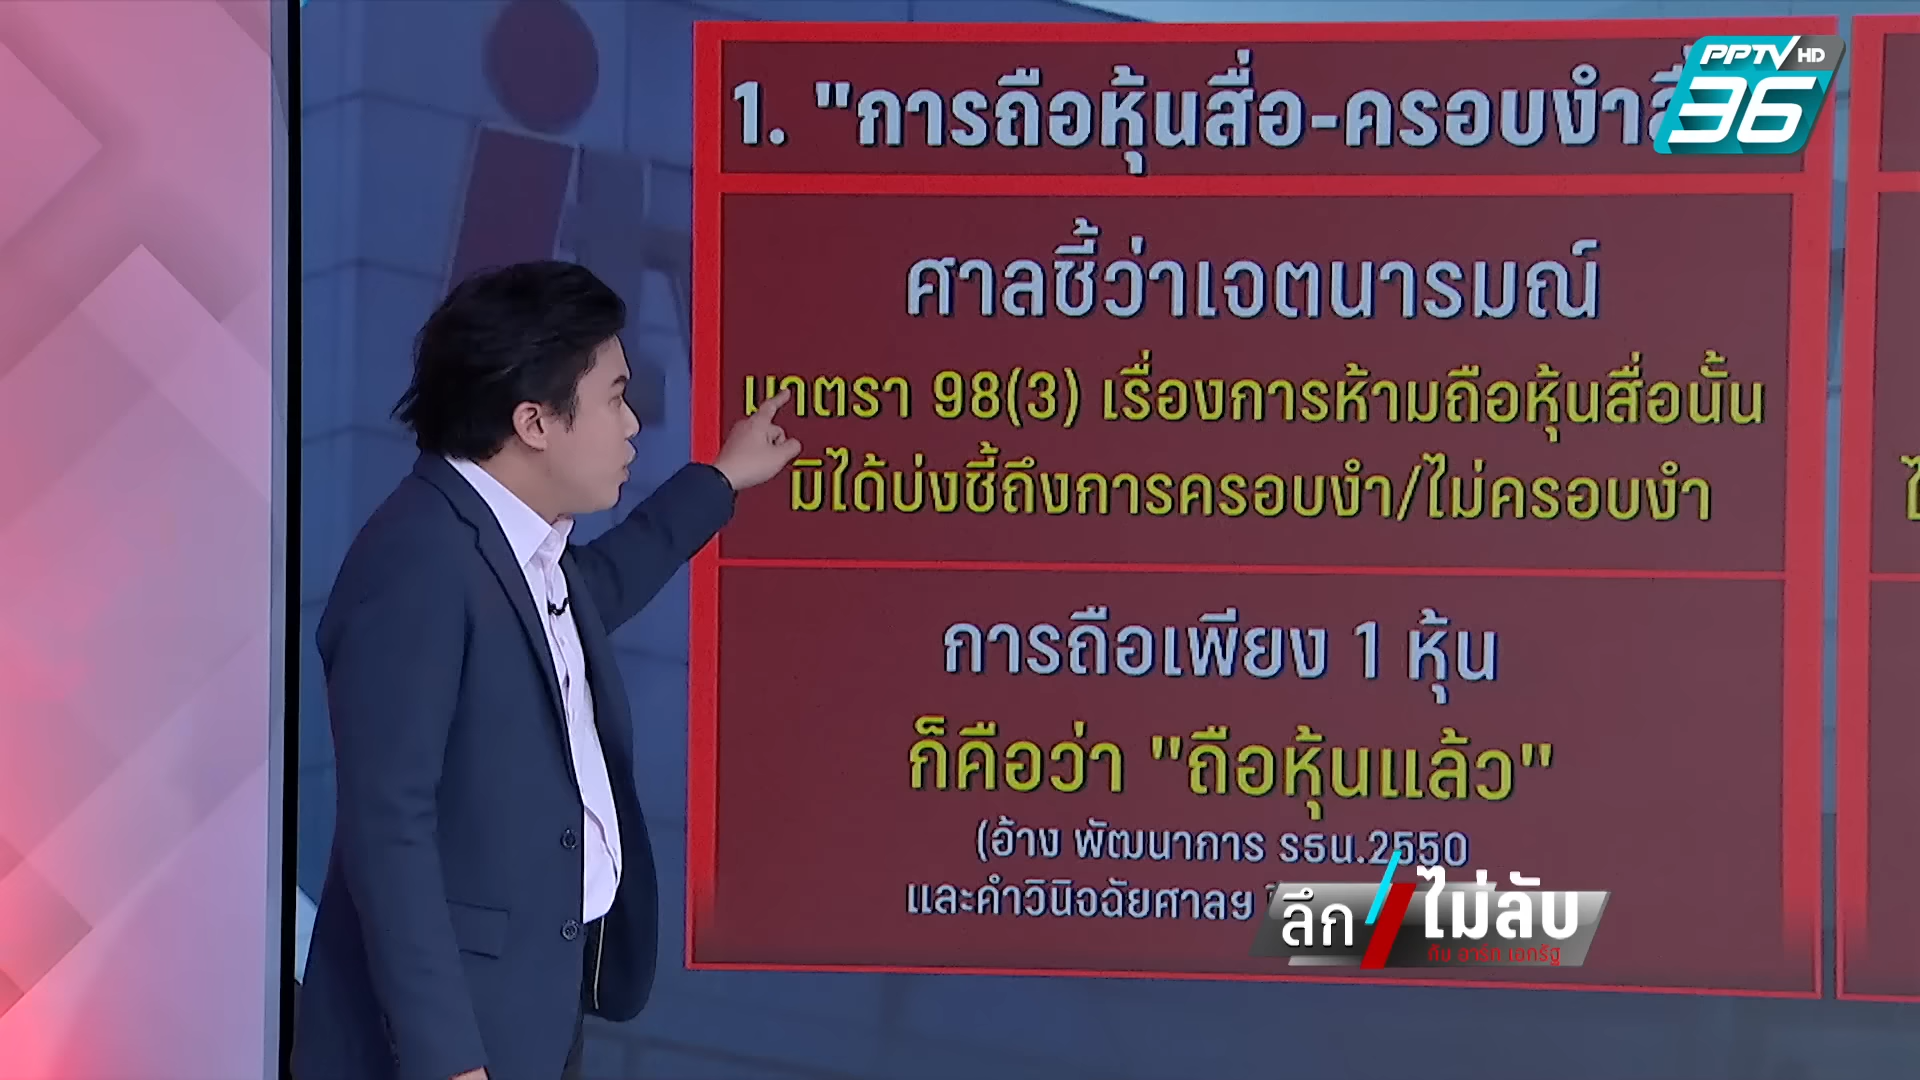 PPTV HD
36
1. "การถือหุ้นสื่อ-ครอบงำ
ศาลชี้ว่าเจตนารมณ์
มาตรา 98(3) เรื่องการห้ามถือหุ้นสื่อนั้น
มิได้บ่งชี้ถึงการครอบงำ/ไม่ครอบงำ
การถือเพียง 1 หุ้น
ก็คือว่า "ถือหุ้นแล้ว"
(อ้าง พัฒนาการ รธน.2550
และคำวินิจฉัยศาลฯ
ลึก/ไม่ลับ
กับ อาร์ท เอกรัฐ